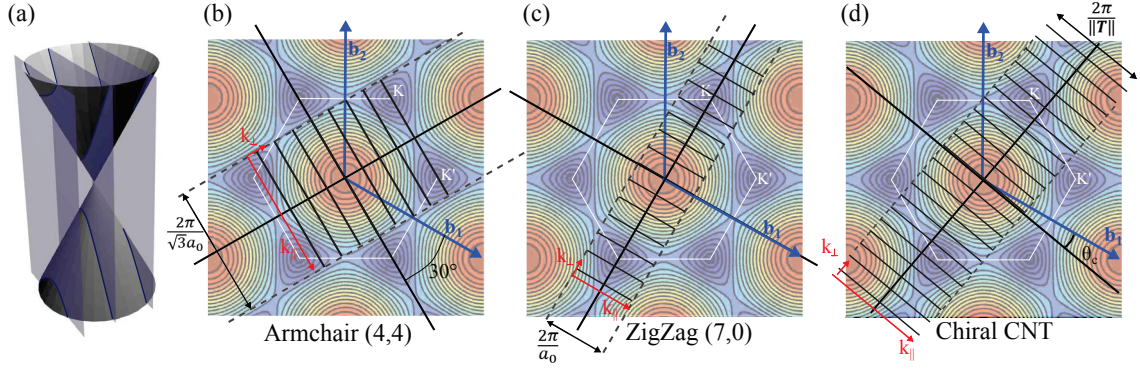 (a)
(b)
b₂
K
K'
b₁
k⊥
k∥
2π
√3a₀
30°
Armchair (4,4)
(c)
b₂
K
K'
b₁
k⊥
k∥
2π
a₀
ZigZag (7,0)
(d)
2π
‖T‖
b₂
K
K'
b₁
θc
k⊥
k∥
Chiral CNT